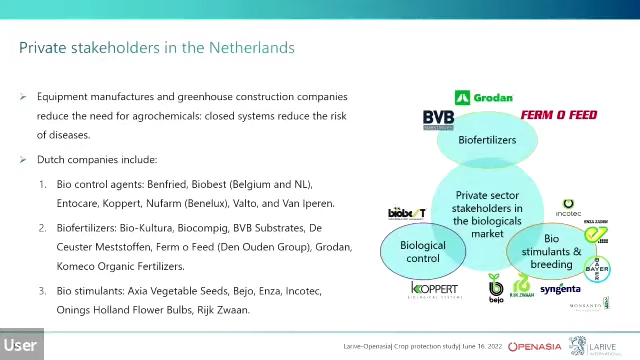 Private stakeholders in the Netherlands
Equipment manufactures and greenhouse construction companies
reduce the need for agrochemicals: closed systems reduce the risk
of diseases.
Dutch companies include:
1. Bio control agents: Benfried, Biobest (Belgium and NL),
Entocare, Koppert, Nufarm (Benelux), Valto, and Van Iperen.
2. Biofertilizers: Bio-Kultura, Biocompig, BVB Substrates, De
Ceuster Meststoffen, Ferm o Feed (Den Ouden Group), Grodan,
Komeco Organic Fertilizers.
3. Bio stimulants: Axia Vegetable Seeds, Bejo, Enza, Incotec,
Onings Holland Flower Bulbs, Rijk Zwaan.
Grodan
BVB
SUBSTRATES
FERM O FEED
Biofertilizers
Private sector
stakeholders in
the biologicals
market
biobest
Biological
control
KOPPERT
BIOLOGICAL SYSTEMS
incotec
ENZA ZADEN
Bio
stimulants &
breeding
BAYER
BAYER
bejo
RIJK ZWAAN
syngenta
MONSANTO
User
Larive-Openasia| Crop protection study| June 16, 2022
OPENASIA
LARIVE
INTERNATIONAL